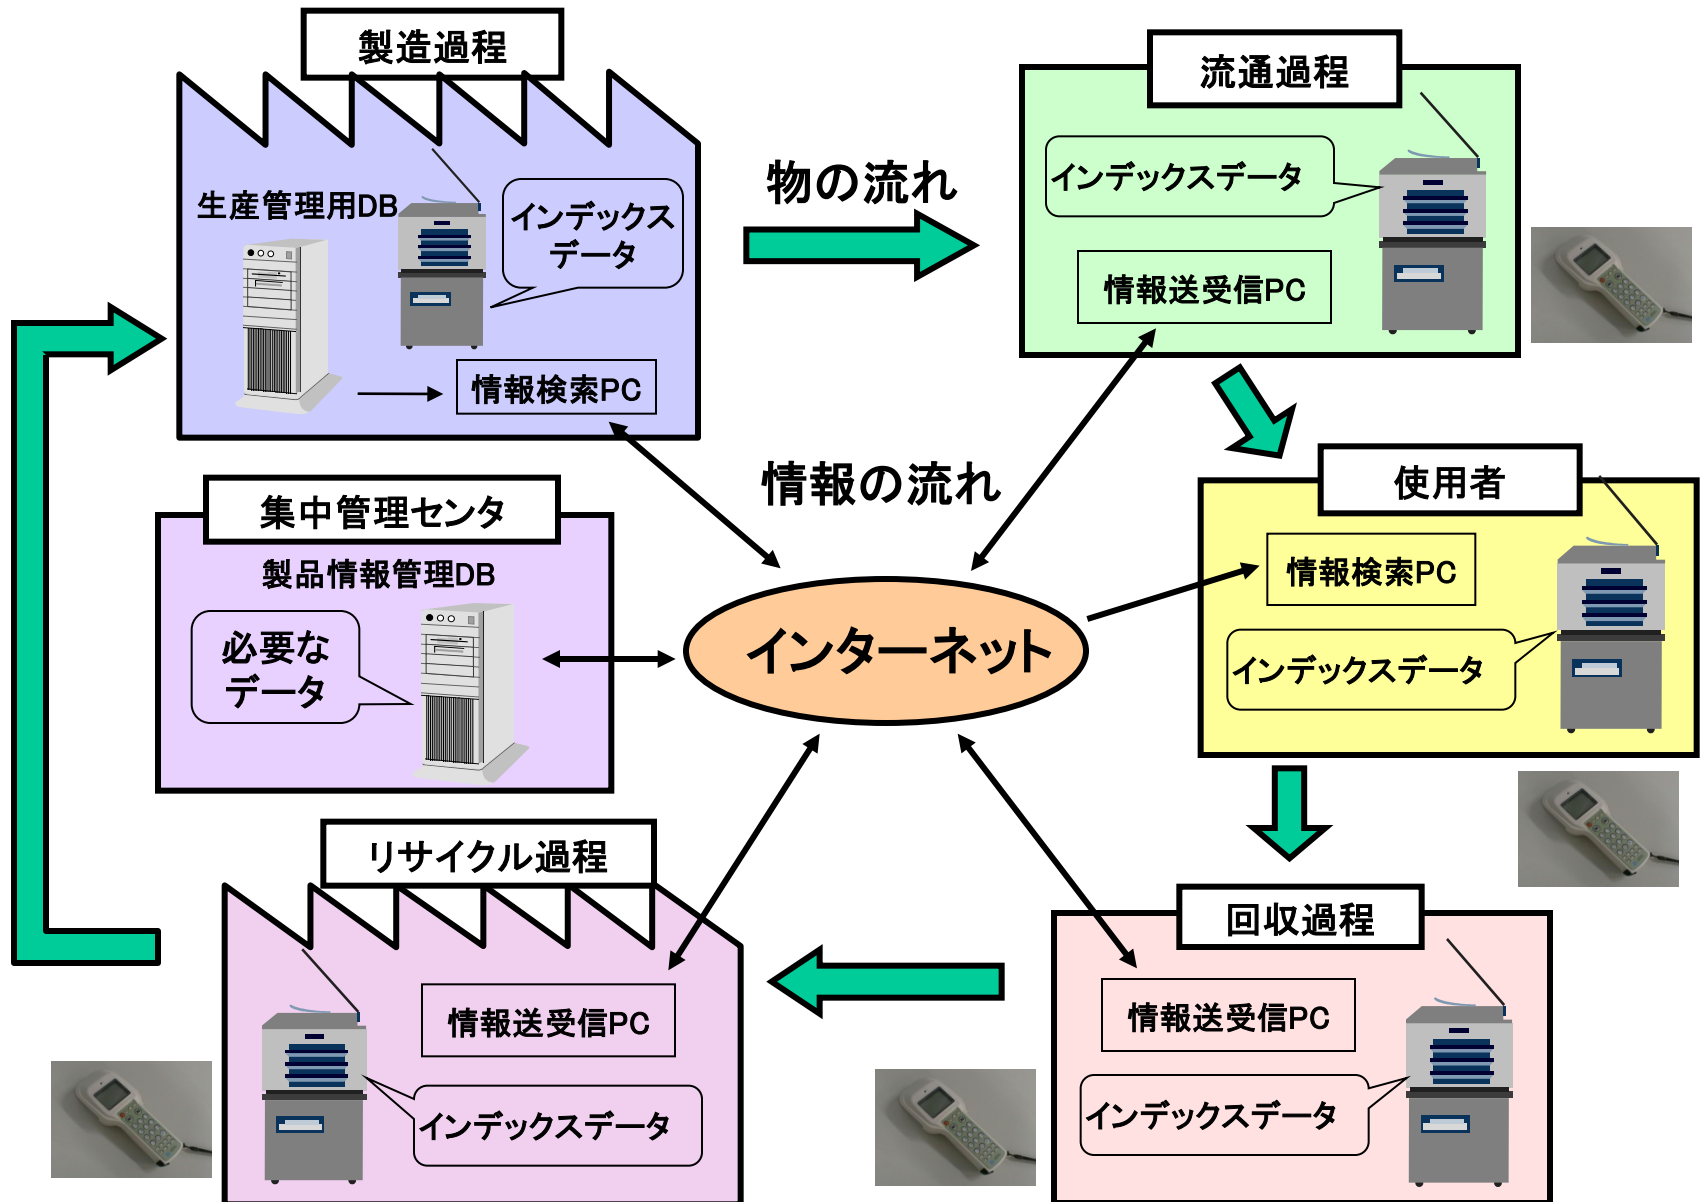 製造過程
生産管理用DB
インデックス
データ
情報検索PC
物の流れ
流通過程
インデックスデータ
情報送受信PC
情報の流れ
集中管理センタ
製品情報管理DB
必要な
データ
インターネット
使用者
情報検索PC
インデックスデータ
リサイクル過程
情報送受信PC
インデックスデータ
回収過程
情報送受信PC
インデックスデータ